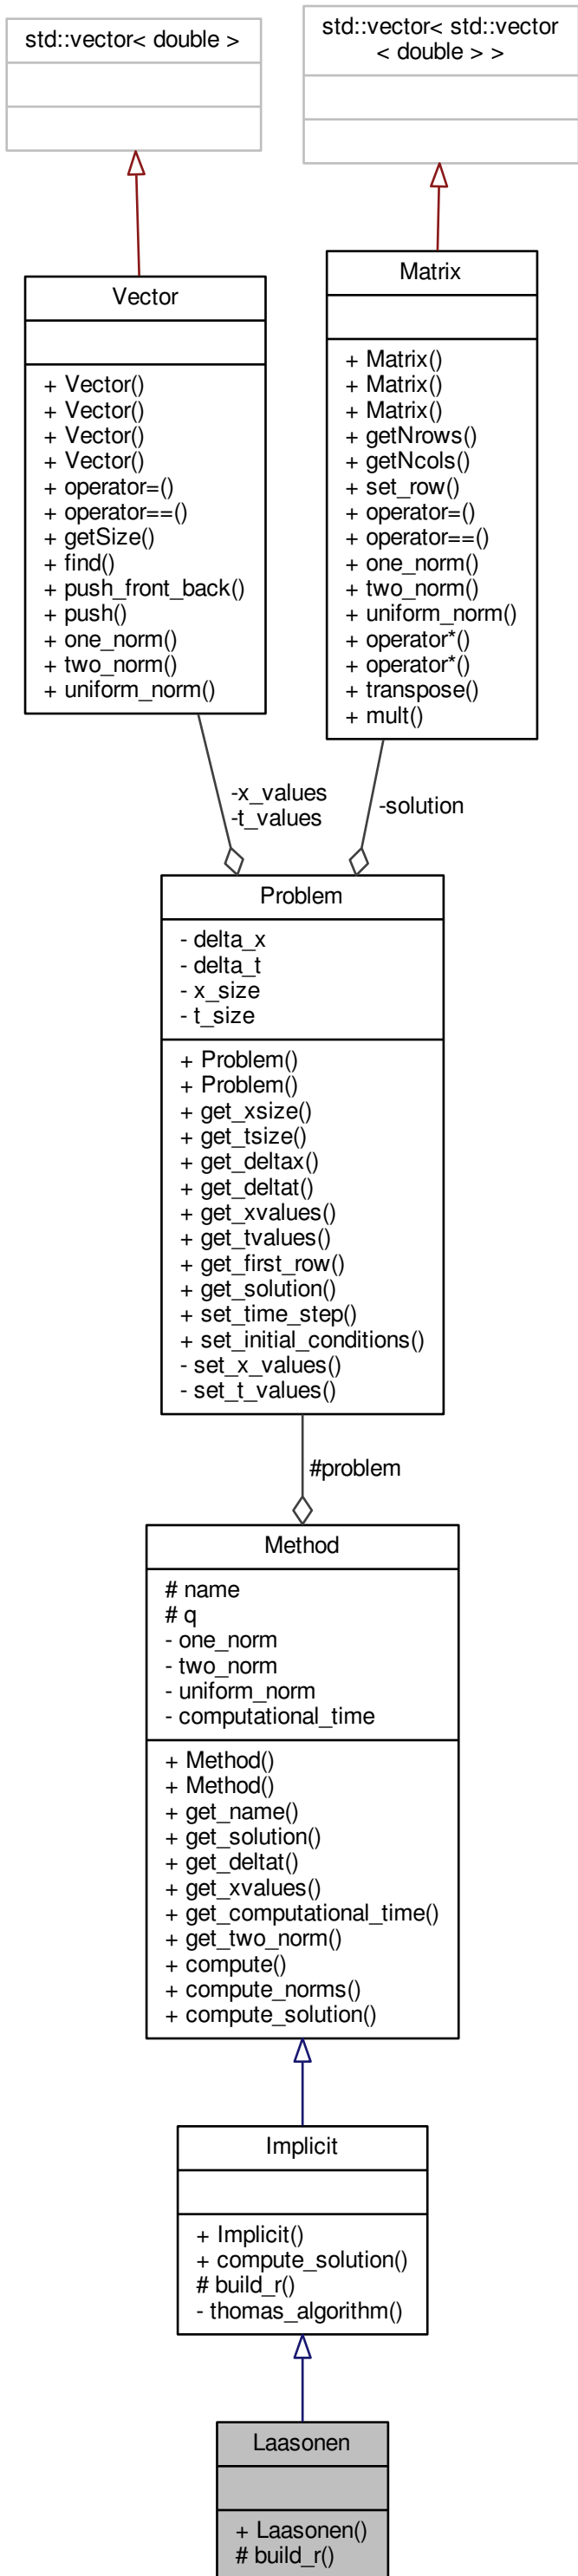 std::vector< double >
std::vector< std::vector
< double > >
Vector
+ Vector()
+ Vector()
+ Vector()
+ Vector()
+ operator=()
+ operator==()
+ getSize()
+ find()
+ push_front_back()
+ push()
+ one_norm()
+ two_norm()
+ uniform_norm()
Matrix
+ Matrix()
+ Matrix()
+ Matrix()
+ getNrows()
+ getNcols()
+ set_row()
+ operator=()
+ operator==()
+ one_norm()
+ two_norm()
+ uniform_norm()
+ operator*()
+ operator*()
+ transpose()
+ mult()
-x_values
-t_values
-solution
Problem
- delta_x
- delta_t
- x_size
- t_size
+ Problem()
+ Problem()
+ get_xsize()
+ get_tsize()
+ get_deltax()
+ get_deltat()
+ get_xvalues()
+ get_tvalues()
+ get_first_row()
+ get_solution()
+ set_time_step()
+ set_initial_conditions()
- set_x_values()
- set_t_values()
#problem
Method
# name
# q
- one_norm
- two_norm
- uniform_norm
- computational_time
+ Method()
+ Method()
+ get_name()
+ get_solution()
+ get_deltat()
+ get_xvalues()
+ get_computational_time()
+ get_two_norm()
+ compute()
+ compute_norms()
+ compute_solution()
Implicit
+ Implicit()
+ compute_solution()
# build_r()
- thomas_algorithm()
Laasonen
+ Laasonen()
# build_r()